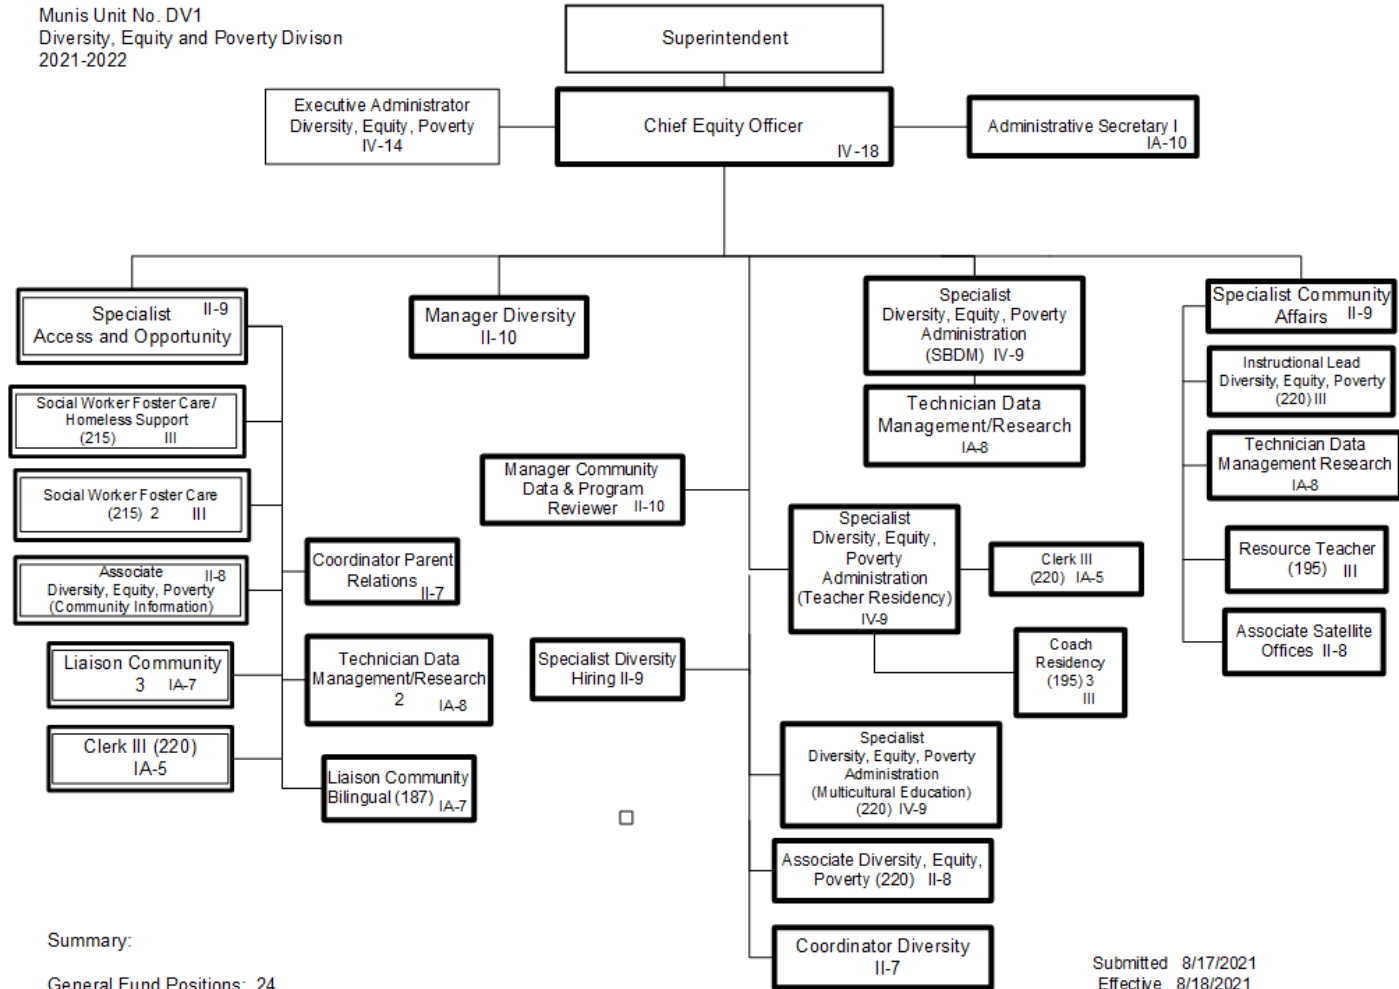 Munis Unit No. DV1
Diversity, Equity and Poverty Divison
2021-2022
Superintendent
Executive Administrator
Diversity, Equity, Poverty
IV-14
Chief Equity Officer
IV-18
Administrative Secretary I
IA-10
Specialist II-9
Access and Opportunity
Social Worker Foster Care/
Homeless Support
(215) III
Social Worker Foster Care
(215) 2 III
Associate II-8
Diversity, Equity, Poverty
(Community Information)
Liaison Community
3 IA-7
Clerk III (220)
IA-5
Coordinator Parent
Relations
II-7
Technician Data
Management/Research
2 IA-8
Liaison Community
Bilingual (187) IA-7
Manager Diversity
II-10
Manager Community
Data & Program
Reviewer II-10
Specialist Diversity
Hiring II-9
Specialist
Diversity, Equity,
Poverty
Administration
(Teacher Residency)
IV-9
Clerk III
(220) IA-5
Coach
Residency
(195) 3
III
Specialist
Diversity, Equity, Poverty
Administration
(Multicultural Education)
(220) IV-9
Associate Diversity, Equity,
Poverty (220) II-8
Coordinator Diversity
II-7
Specialist
Diversity, Equity, Poverty
Administration
(SBDM) IV-9
Technician Data
Management/Research
IA-8
Specialist Community
Affairs II-9
Instructional Lead
Diversity, Equity, Poverty
(220) III
Technician Data
Management Research
IA-8
Resource Teacher
(195) III
Associate Satellite
Offices II-8
Summary:
General Fund Positions: 24
Submitted 8/17/2021
Effective 8/18/2021